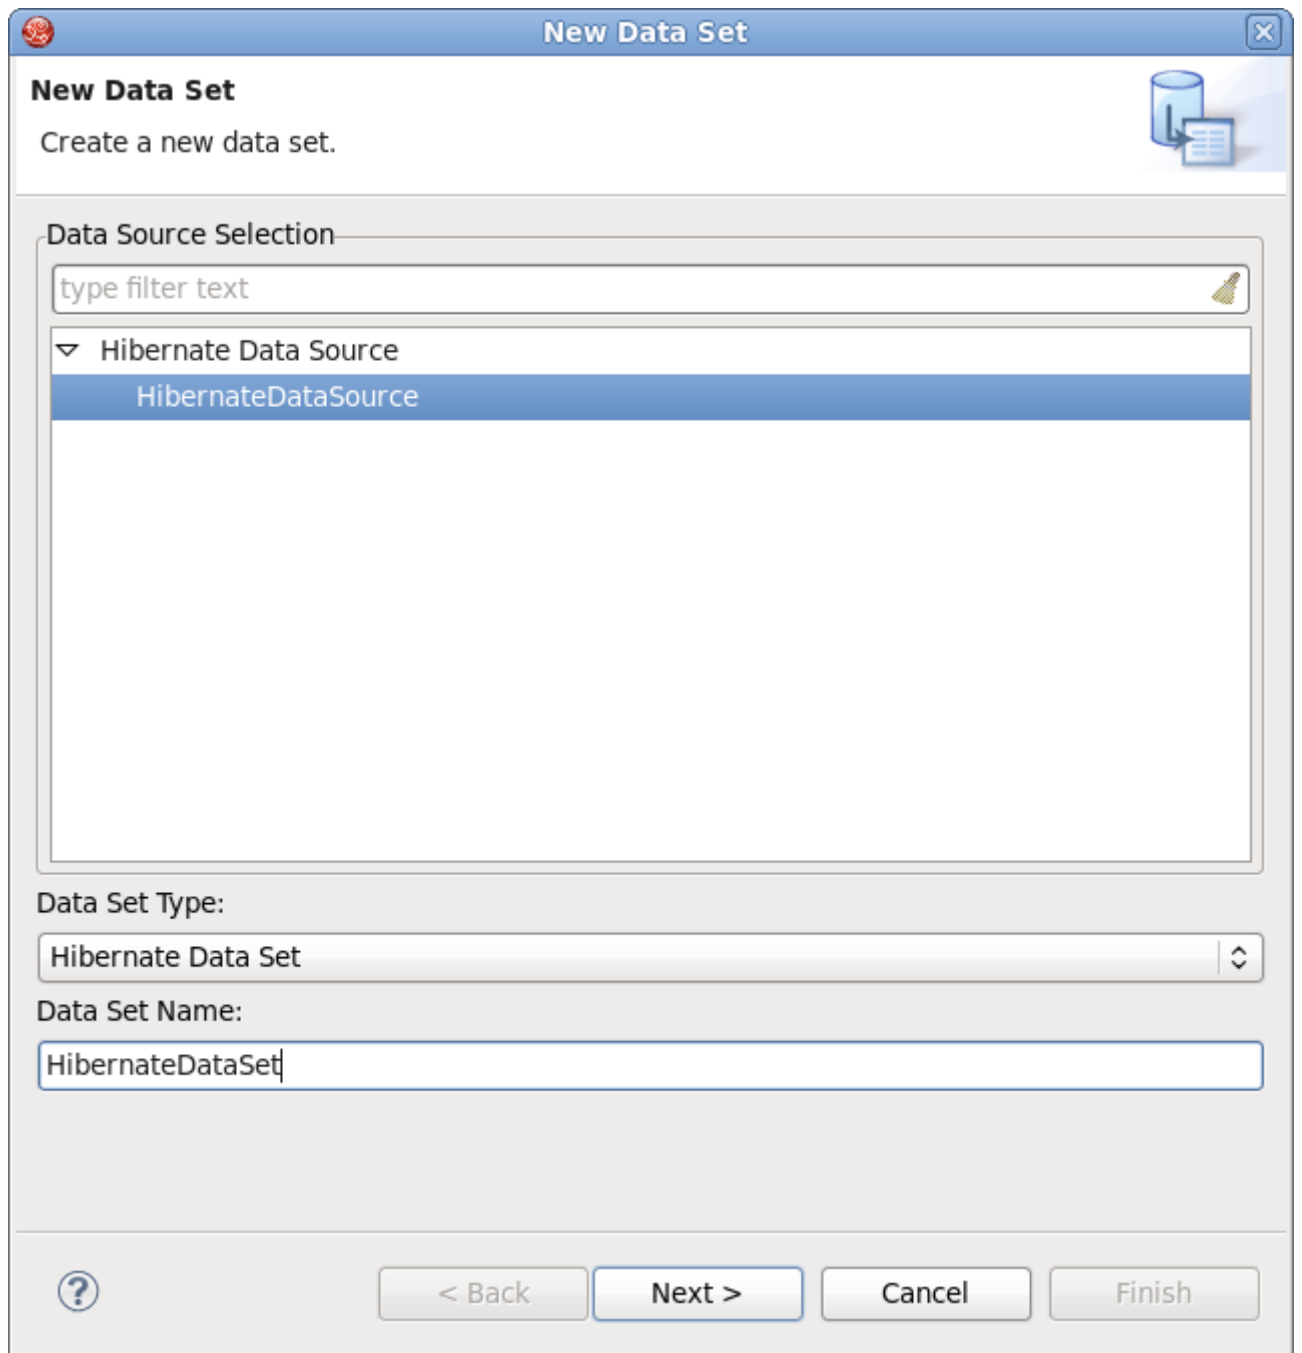 New Data Set
New Data Set
Create a new data set.
Data Source Selection
type filter text
Hibernate Data Source
HibernateDataSource
Data Set Type:
Hibernate Data Set
Data Set Name:
HibernateDataSet
?
< Back Next > Cancel Finish